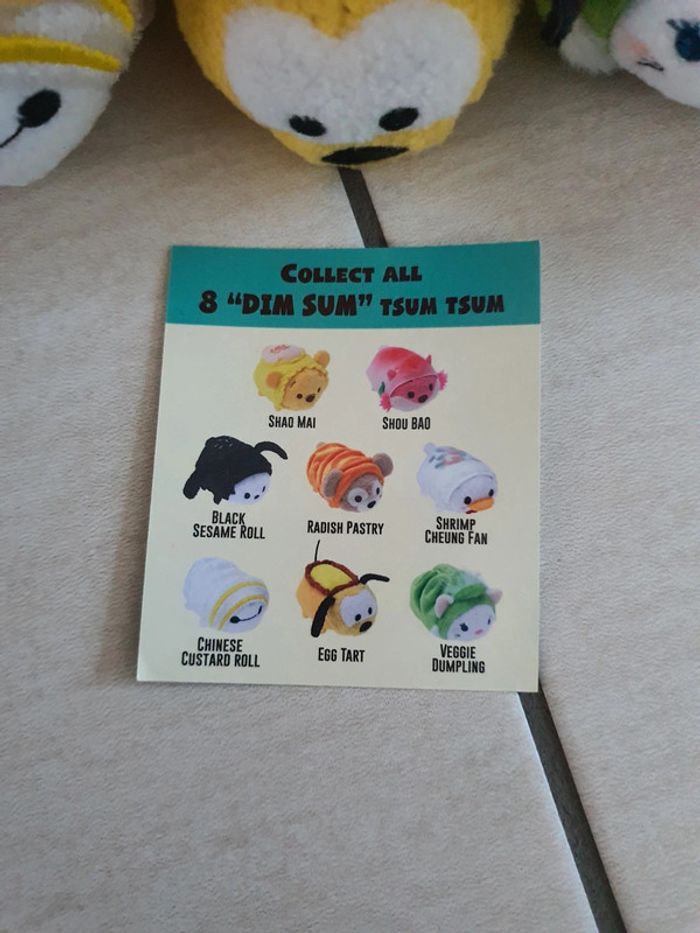 COLLECT ALL
8 “DIM SUM” TSUM TSUM
SHAO MAI
SHOU BAO
BLACK
SESAME ROLL
RADISH PASTRY
SHRIMP
CHEUNG FAN
CHINESE
CUSTARD ROLL
EGG TART
VEGGIE
DUMPLING